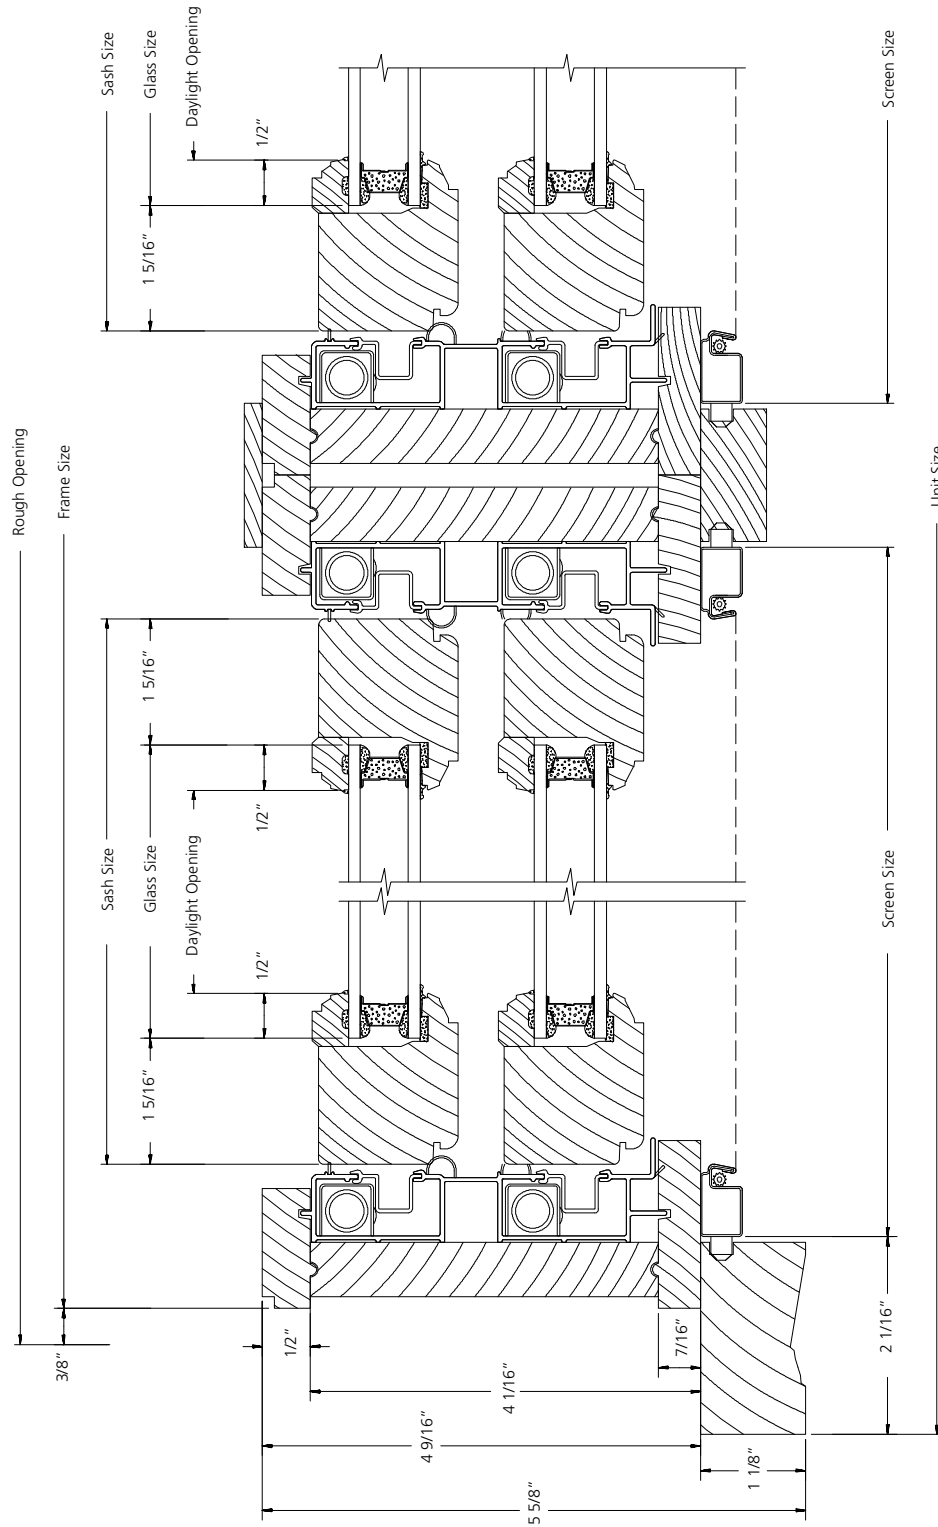 Rough Opening
Frame Size
Sash Size
Glass Size
Daylight Opening
1/2"
1 5/16"
Screen Size
Unit Size
1 5/16"
1/2"
Sash Size
Glass Size
Daylight Opening
Screen Size
1/2"
1 5/16"
3/8"
1/2"
7/16"
2 1/16"
4 1/16"
4 9/16"
1 1/8"
5 5/8"